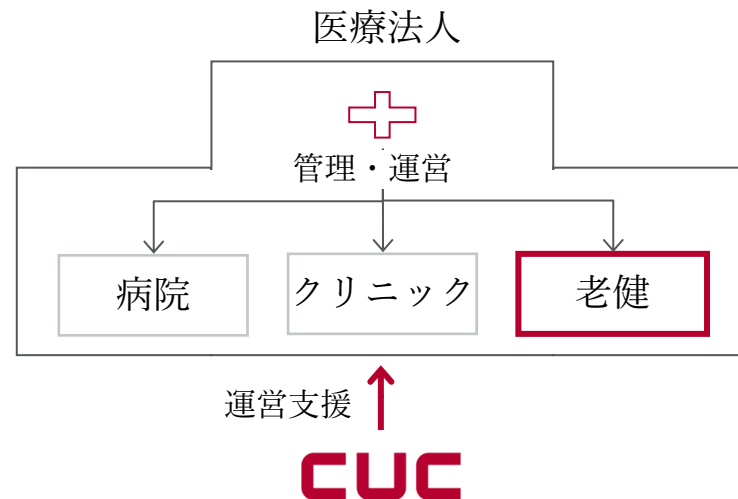 医療法人
管理・運営
病院
クリニック
老健
運営支援
CUC